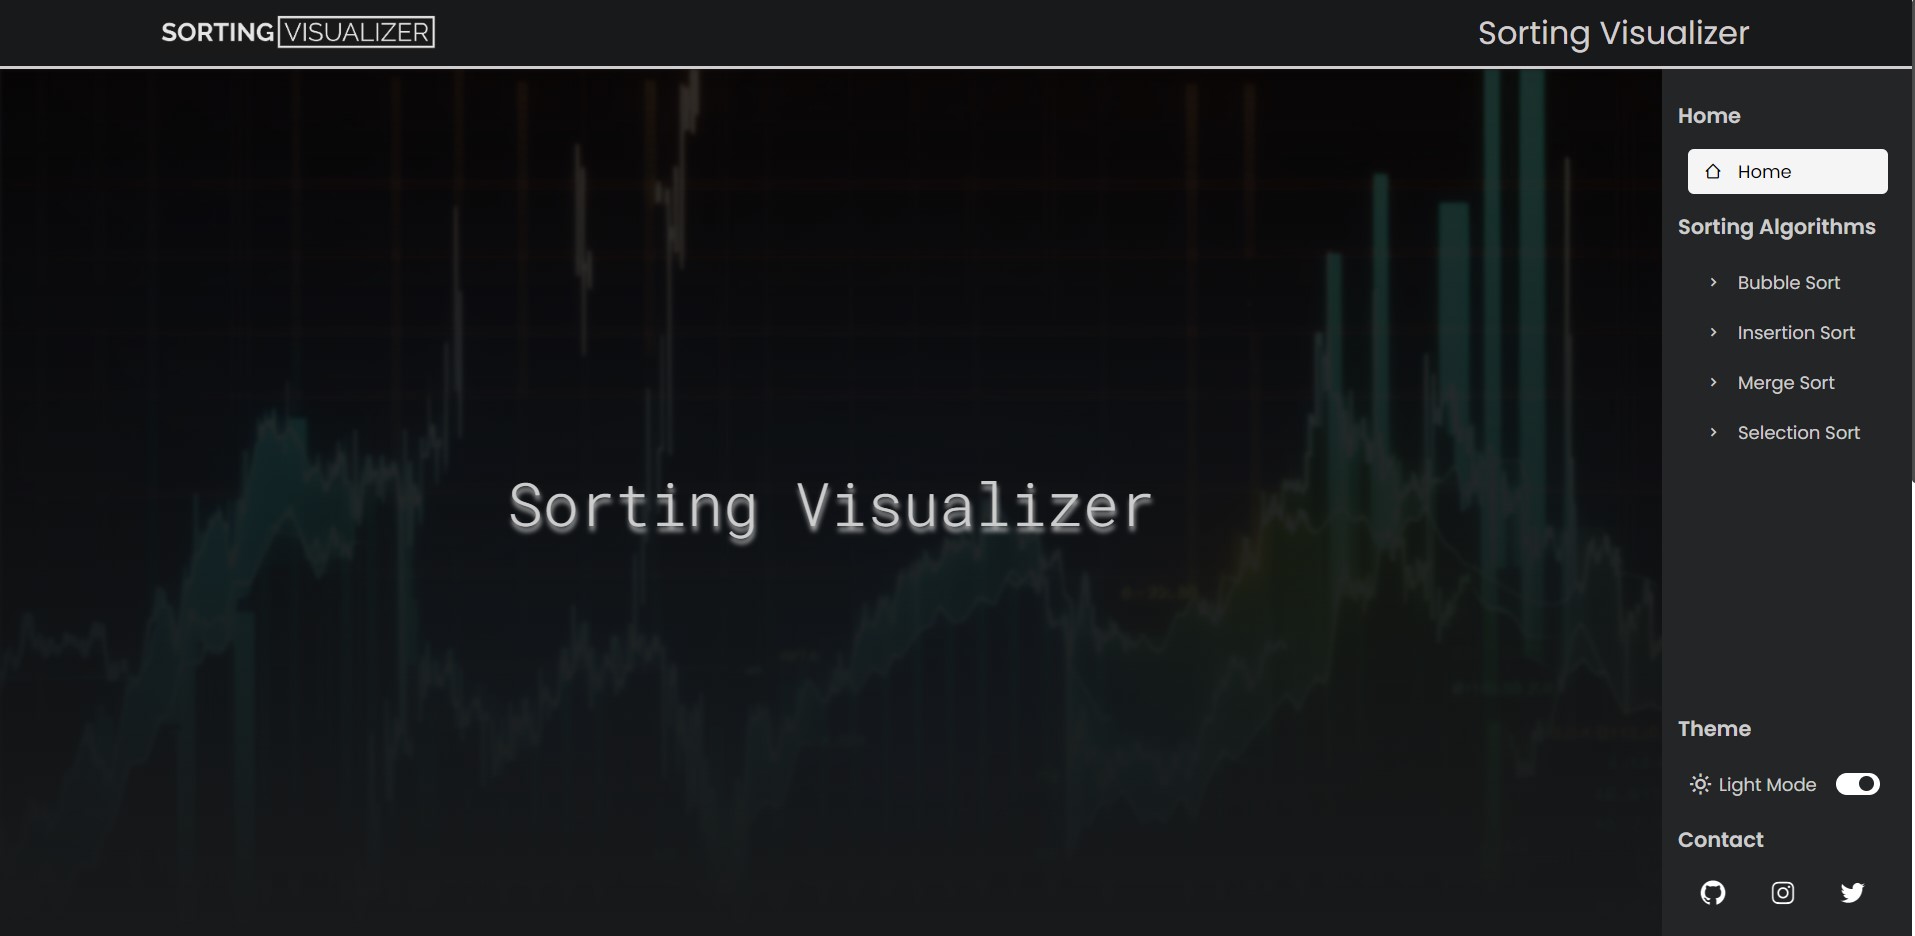 SORTING VISUALIZER
Sorting Visualizer
Sorting Visualizer
Home
Home
Sorting Algorithms
Bubble Sort
Insertion Sort
Merge Sort
Selection Sort
Theme
Light Mode
Contact